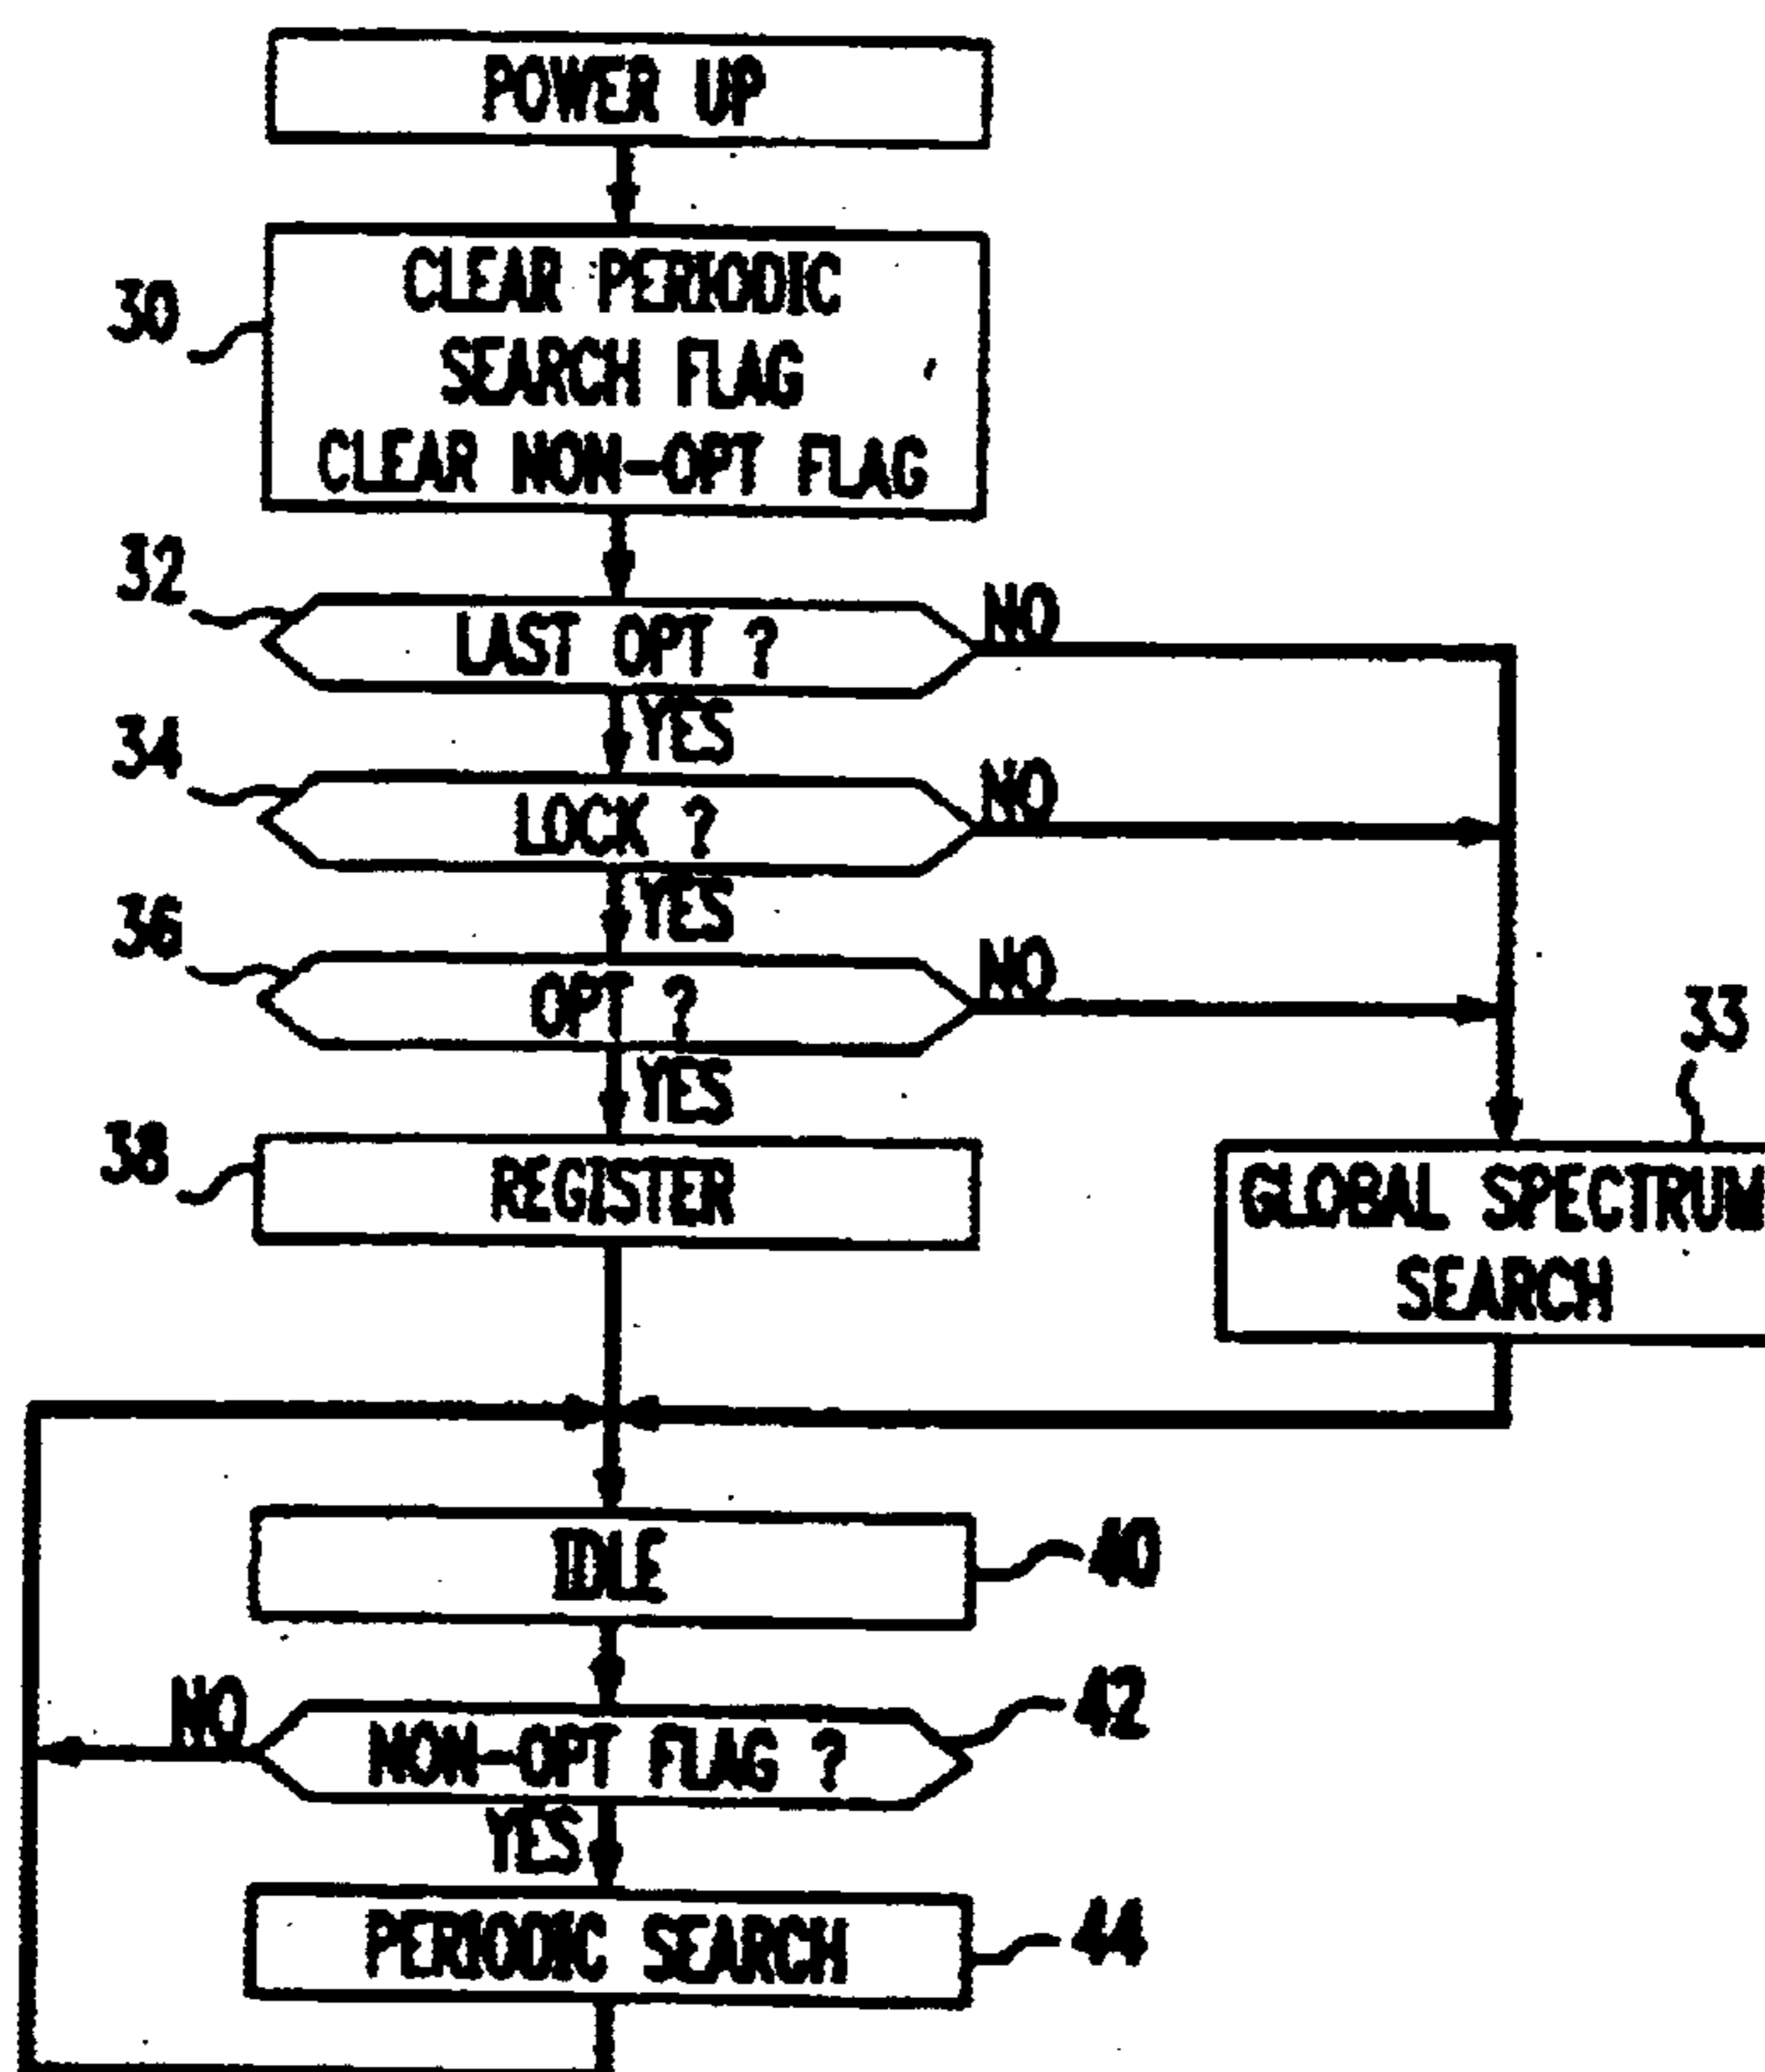 POWER UP
30
CLEAR PERIODIC
SEARCH FLAG
CLEAR NON-OPT FLAG
32
LAST OPT ?
NO
YES
34
LOCK ?
NO
YES
36
OPT ?
NO
YES
33
38
REGISTER
GLOBAL SPECTRUM
SEARCH
IDLE
40
NO
NON-OPT FLAG ?
42
YES
PERIODIC SEARCH
44